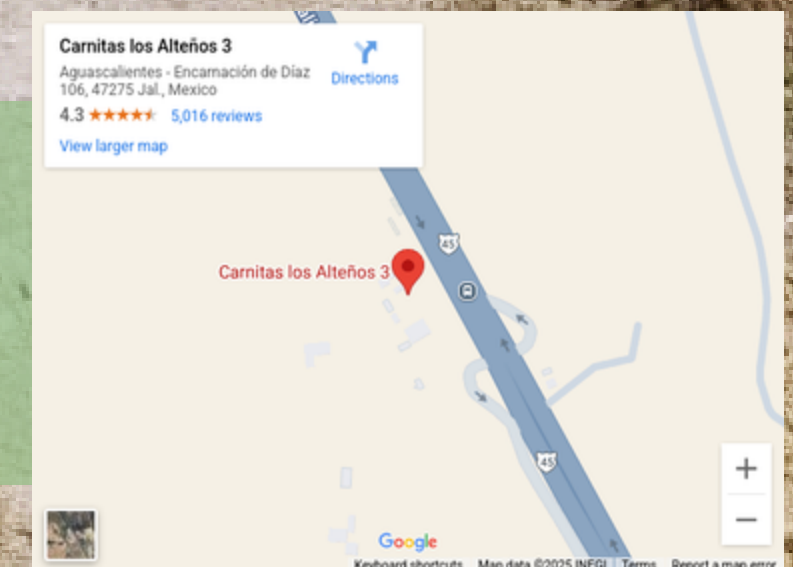 Carnitas los Alteños 3
Aguascalientes - Encarnación de Díaz
106, 47275 Jal., Mexico
4.3
5,016 reviews
View larger map
Directions
45
Carnitas los Alteños 3
45
Google
Keyboard shortcuts
Map data ©2025 INEGI
Terms
Report a map error